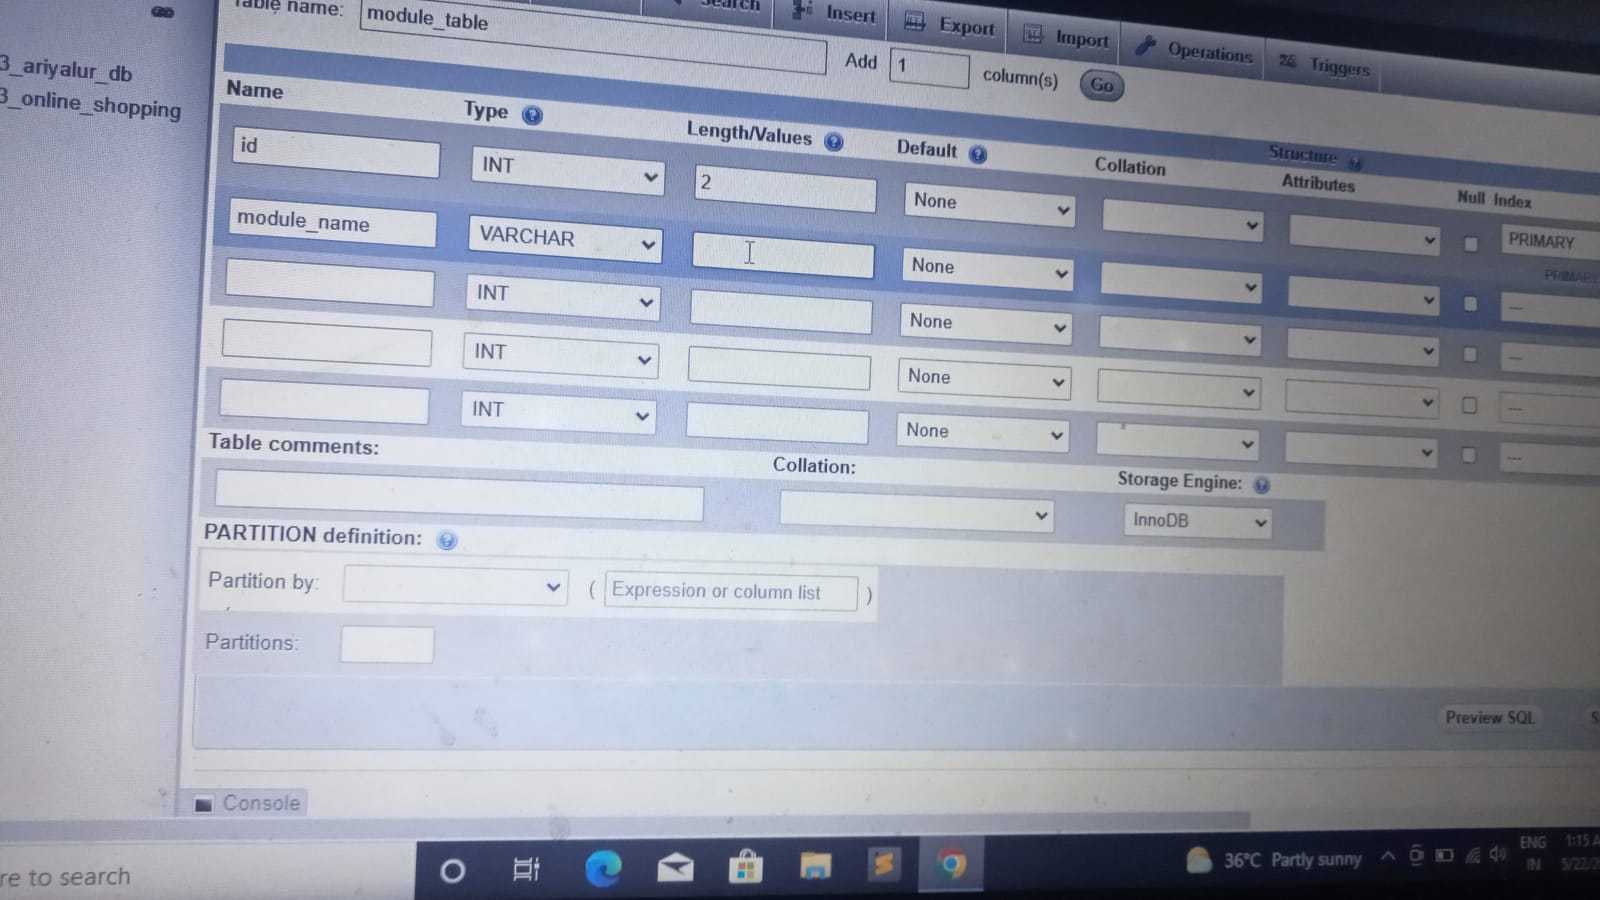 Table name: module_table
Search Insert Export Import Operations Triggers
Add 1 column(s) Go
3_ariyalur_db
3_online_shopping
Name Type Length/Values Default Collation Structure Attributes Null Index
id INT 2 None PRIMARY
PRIMARY
module_name VARCHAR None ---
INT None ---
INT None ---
INT None ---
Table comments: Collation: Storage Engine:
InnoDB
PARTITION definition:
Partition by: ( Expression or column list )
Partitions:
Preview SQL
Console
re to search
36°C Partly sunny
ENG
IN
1:15 A
5/22/2